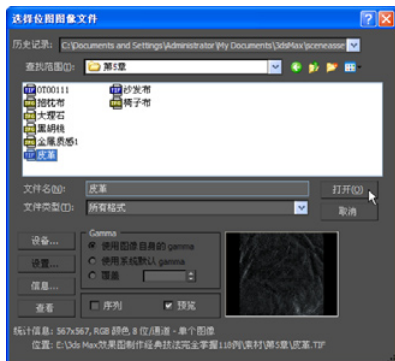 选择位图图像文件
历史记录: C:\Documents and Settings\Administrator\My Documents\3dsMax\sceneasse
查找范围(I): 第5章
0T00111 沙发布
招枕布 椅子布
大理石
黑胡桃
金属质感1
皮革
文件名(N): 皮革 打开(O)
文件类型(T): 所有格式 取消
设备... Gamma
使用图像自身的 gamma
设置... 使用系统默认 gamma
信息... 覆盖
查看 序列 预览
统计信息: 567x567, RGB 颜色 8 位/通道 - 单个图像
位置: E:\3ds Max效果图制作经典技法完全掌握118例\素材\第5章\皮革.TIF